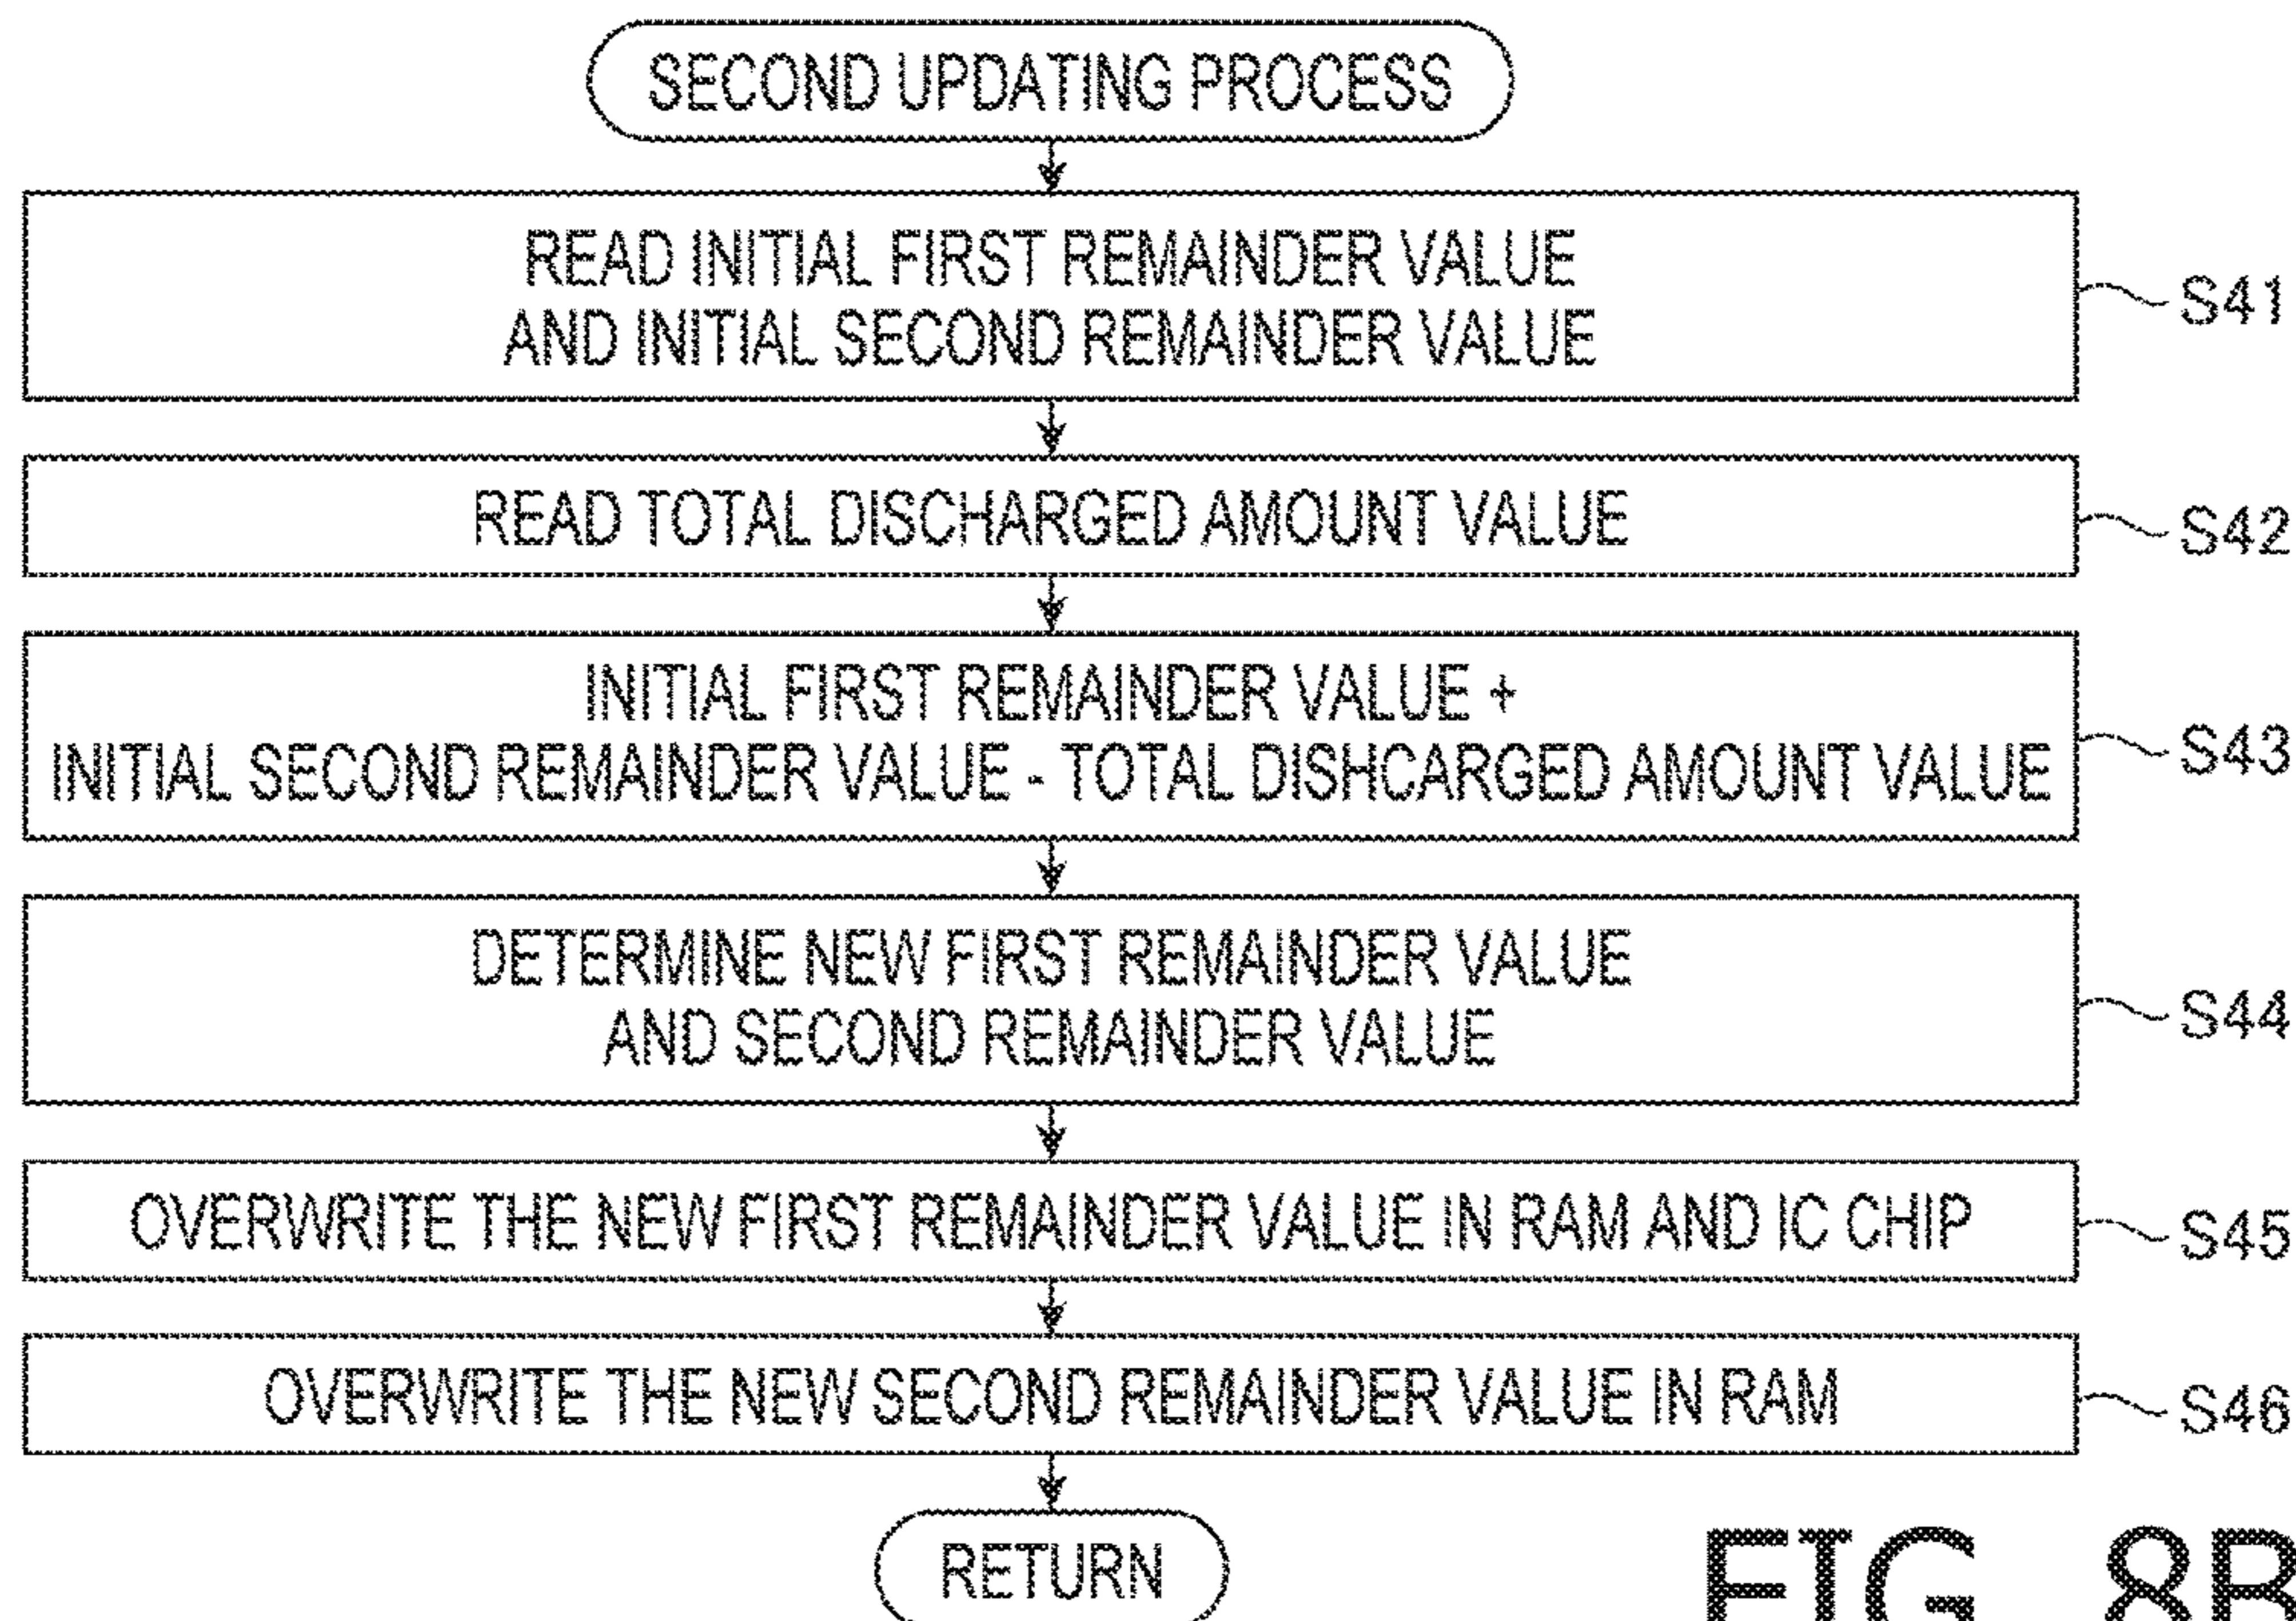 SECOND UPDATING PROCESS
READ INITIAL FIRST REMAINDER VALUE
AND INITIAL SECOND REMAINDER VALUE
S41
READ TOTAL DISCHARGED AMOUNT VALUE
S42
INITIAL FIRST REMAINDER VALUE +
INITIAL SECOND REMAINDER VALUE - TOTAL DISHCARGED AMOUNT VALUE
S43
DETERMINE NEW FIRST REMAINDER VALUE
AND SECOND REMAINDER VALUE
S44
OVERWRITE THE NEW FIRST REMAINDER VALUE IN RAM AND IC CHIP
S45
OVERWRITE THE NEW SECOND REMAINDER VALUE IN RAM
S46
RETURN
FIG. 8B